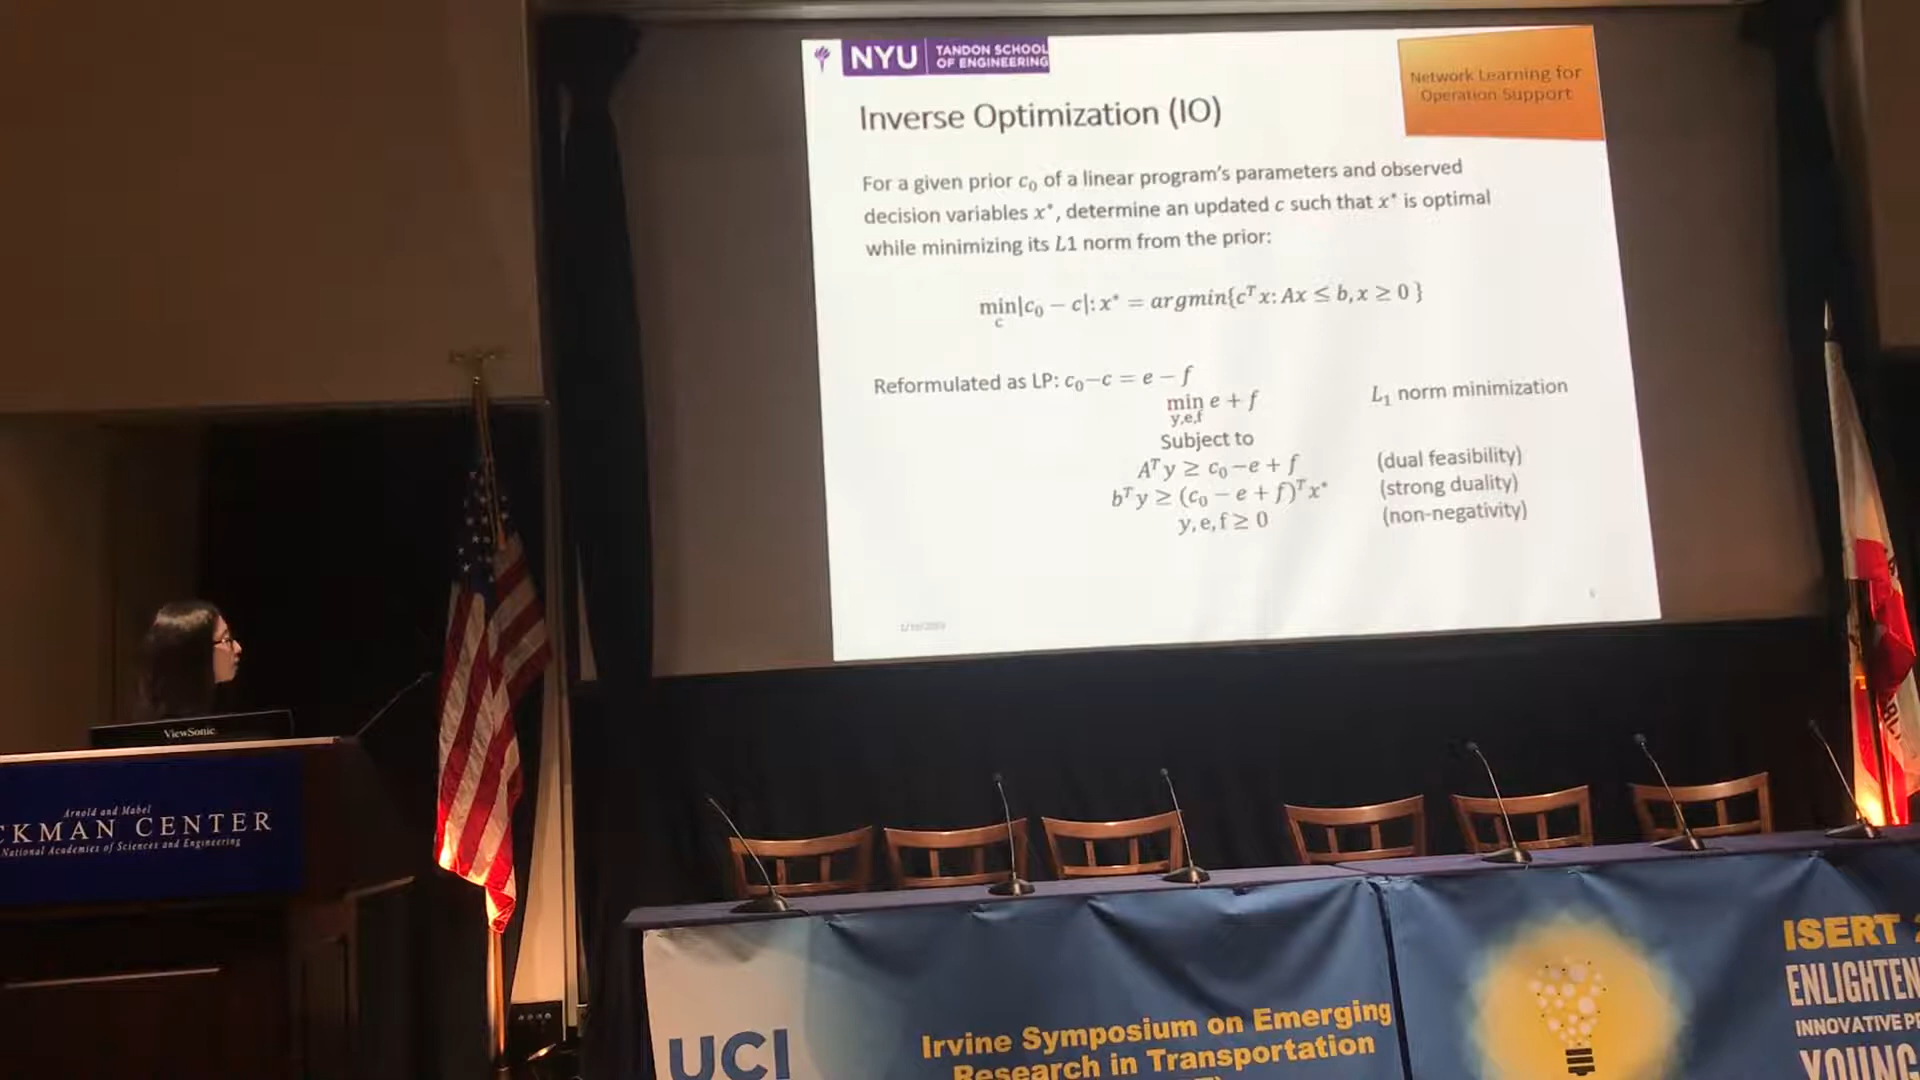 NYU TANDON SCHOOL
OF ENGINEERING
Network Learning for
Operation Support
Inverse Optimization (IO)
For a given prior c₀ of a linear program's parameters and observed
decision variables x*, determine an updated c such that x* is optimal
while minimizing its L1 norm from the prior:
min|c₀ − c|: x* = argmin{cᵀx: Ax ≤ b, x ≥ 0 }
c
Reformulated as LP: c₀−c = e − f
min e + f L₁ norm minimization
y,e,f
Subject to
Aᵀy ≥ c₀−e + f (dual feasibility)
bᵀy ≥ (c₀ − e + f)ᵀx* (strong duality)
y, e, f ≥ 0 (non-negativity)
ViewSonic
Arnold and Mabel
CKMAN CENTER
National Academies of Sciences and Engineering
UCI
Irvine Symposium on Emerging
Research in Transportation
ISERT
ENLIGHTEN
INNOVATIVE
YOUNG